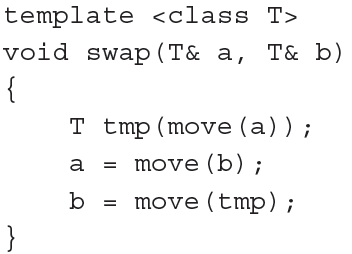 template <class T>
void swap(T& a, T& b)
{
    T tmp(move(a));
    a = move(b);
    b = move(tmp);
}